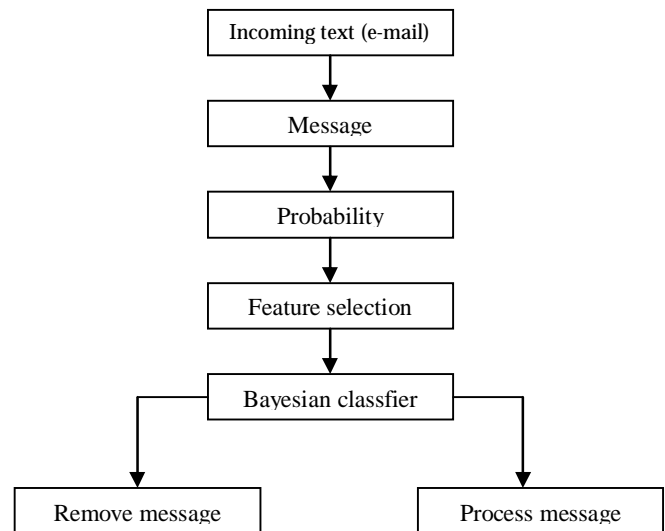 Incoming text (e-mail)
Message
Probability
Feature selection
Bayesian classfier
Remove message
Process message